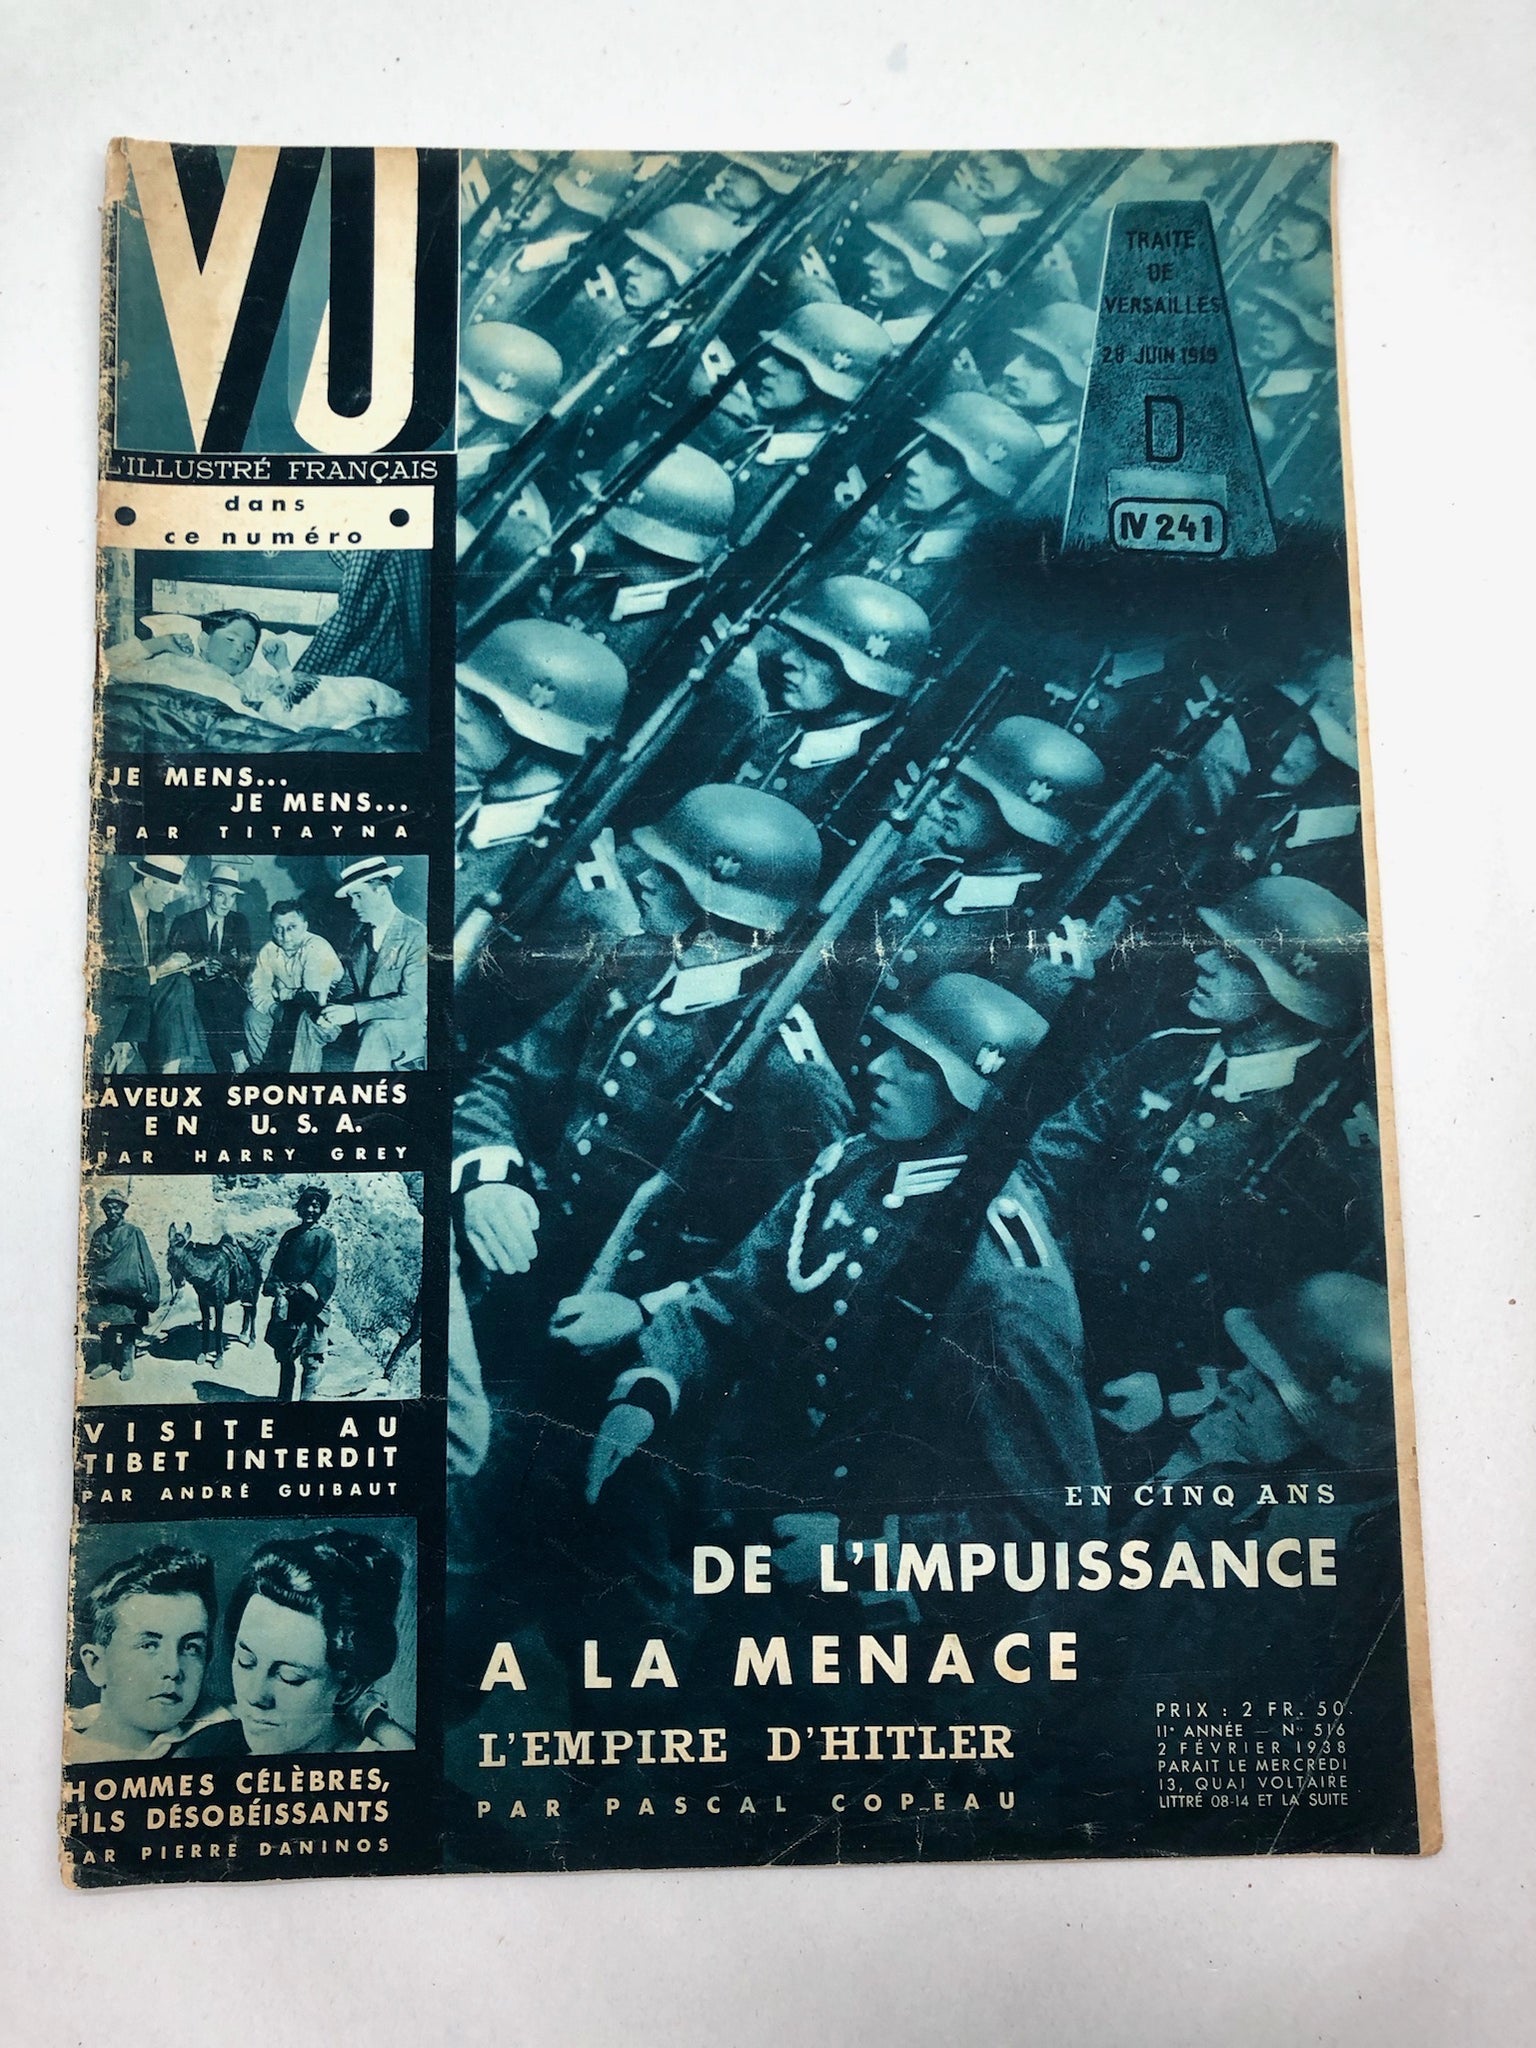 VU
L'ILLUSTRÉ FRANÇAIS
dans
ce numéro
JE MENS...
JE MENS...
PAR TITAYNA
AVEUX SPONTANÉS
EN U. S. A.
PAR HARRY GREY
VISITE AU
TIBET INTERDIT
PAR ANDRÉ GUIBAUT
HOMMES CÉLÈBRES,
FILS DÉSOBÉISSANTS
PAR PIERRE DANINOS
TRAITE
DE
VERSAILLES
28 JUIN 1919
D
IV 241
EN CINQ ANS
DE L'IMPUISSANCE
A LA MENACE
L'EMPIRE D'HITLER
PAR PASCAL COPEAU
PRIX : 2 FR. 50
11e ANNÉE — No 516
2 FÉVRIER 1938
PARAIT LE MERCREDI
13, QUAI VOLTAIRE
LITTRÉ 08-14 ET LA SUITE